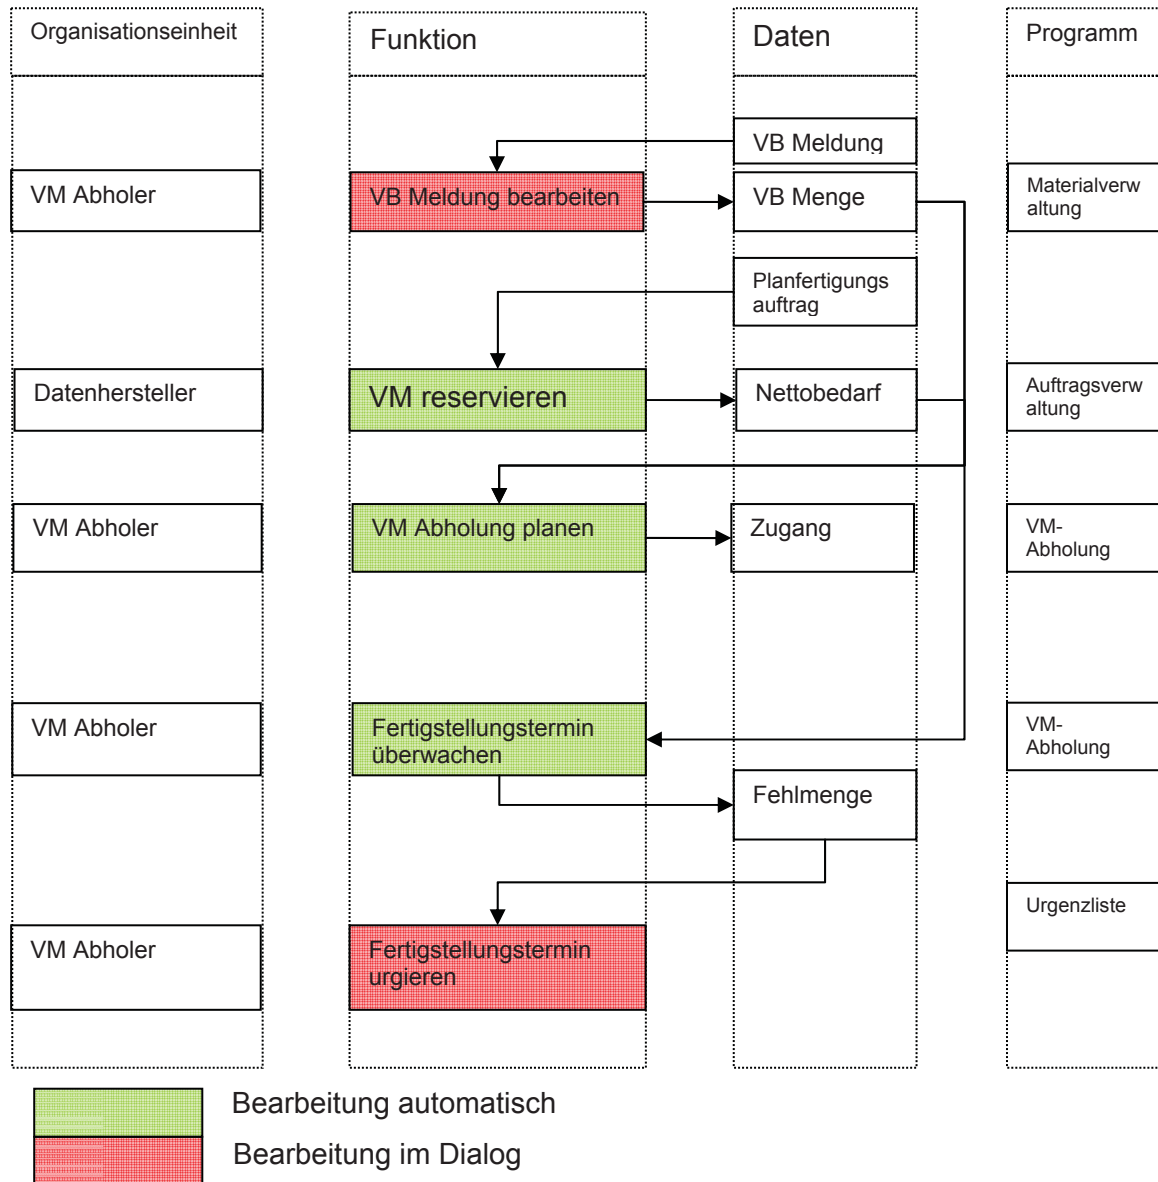 Organisationseinheit
Funktion
Daten
Programm
VB Meldung
VM Abholer
VB Meldung bearbeiten
VB Menge
Materialverw
altung
Planfertigungs
auftrag
Datenhersteller
VM reservieren
Nettobedarf
Auftragsverw
altung
VM Abholer
VM Abholung planen
Zugang
VM-
Abholung
VM Abholer
Fertigstellungstermin
überwachen
VM-
Abholung
Fehlmenge
Urgenzliste
VM Abholer
Fertigstellungstermin
urgieren
Bearbeitung automatisch
Bearbeitung im Dialog